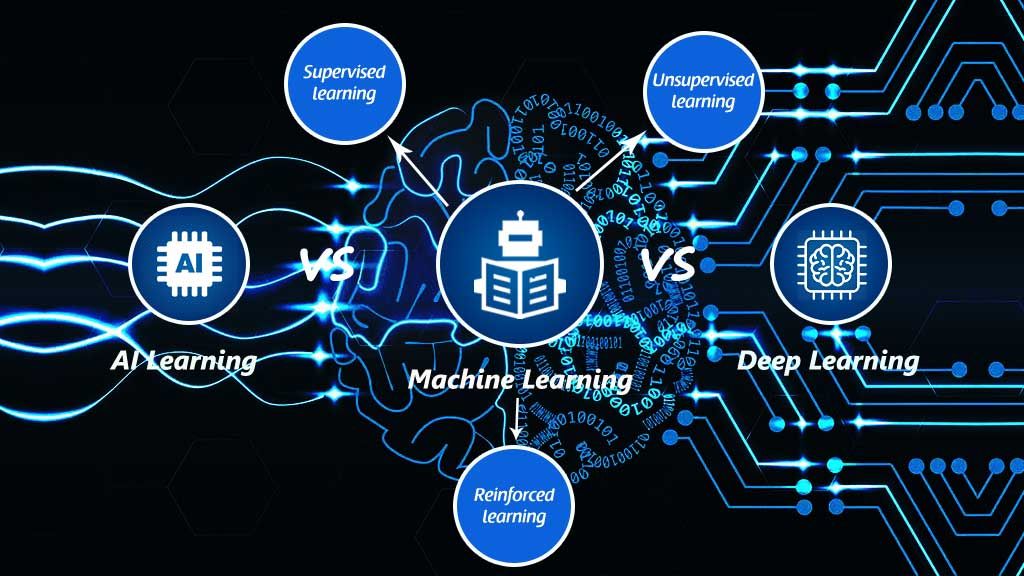 Supervised
learning
Unsupervised
learning
AI
vs
vs
AI Learning
Machine Learning
Deep Learning
Reinforced
learning